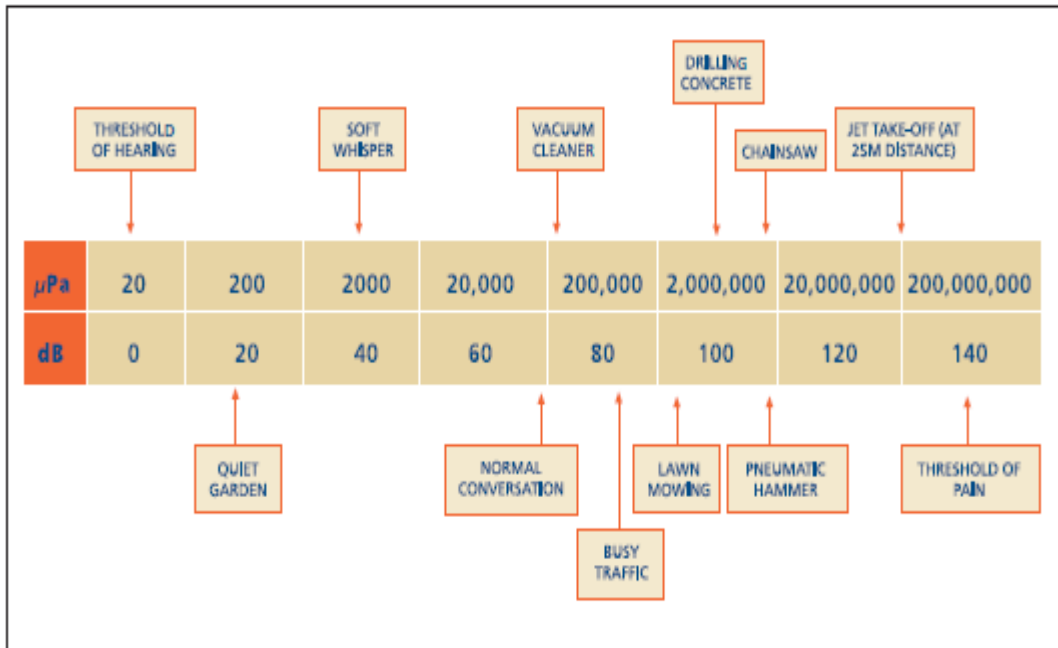 DRILLING
CONCRETE
THRESHOLD
OF HEARING
SOFT
WHISPER
VACUUM
CLEANER
CHAINSAW
JET TAKE-OFF (AT
25M DISTANCE)
µPa 20 200 2000 20,000 200,000 2,000,000 20,000,000 200,000,000
dB 0 20 40 60 80 100 120 140
QUIET
GARDEN
NORMAL
CONVERSATION
LAWN
MOWING
PNEUMATIC
HAMMER
THRESHOLD OF
PAIN
BUSY
TRAFFIC